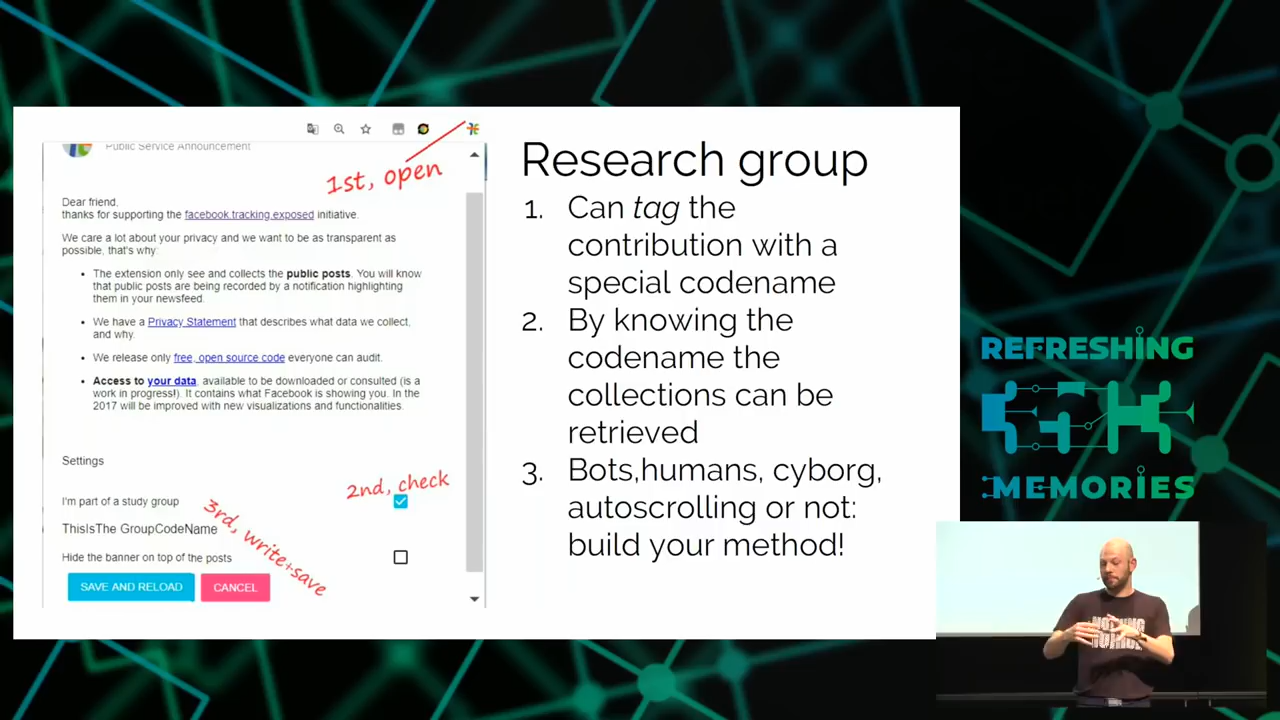 Public Service Announcement
1st, open
Dear friend,
thanks for supporting the facebook.tracking.exposed initiative.
We care a lot about your privacy and we want to be as transparent as
possible, that's why:
The extension only see and collects the public posts. You will know
that public posts are being recorded by a notification highlighting
them in your newsfeed.
We have a Privacy Statement that describes what data we collect,
and why.
We release only free, open source code everyone can audit.
Access to your data, available to be downloaded or consulted (is a
work in progress!). It contains what Facebook is showing you. In the
2017 will be improved with new visualizations and functionalities.
Settings
2nd, check
I'm part of a study group
3rd, write+save
ThisIsThe GroupCodeName
Hide the banner on top of the posts
SAVE AND RELOAD CANCEL
Research group
1. Can tag the
contribution with a
special codename
2. By knowing the
codename the
collections can be
retrieved
3. Bots,humans, cyborg,
autoscrolling or not:
build your method!
REFRESHING
MEMORIES